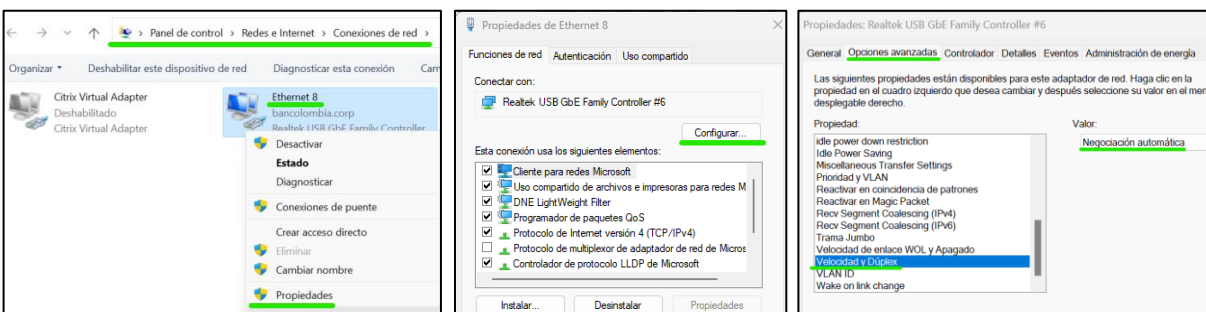 Panel de control > Redes e Internet > Conexiones de red >
Organizar Deshabilitar este dispositivo de red Diagnosticar esta conexión
Citrix Virtual Adapter
Deshabilitado
Citrix Virtual Adapter
Ethernet 8
bancolombia.corp
Realtek USB GbE Family Controller
Desactivar
Estado
Diagnosticar
Conexiones de puente
Crear acceso directo
Eliminar
Cambiar nombre
Propiedades
Propiedades de Ethernet 8
Funciones de red Autenticación Uso compartido
Conectar con:
Realtek USB GbE Family Controller #6
Configurar...
Esta conexión usa los siguientes elementos:
Cliente para redes Microsoft
Uso compartido de archivos e impresoras para redes M
DNE LightWeight Filter
Programador de paquetes QoS
Protocolo de Internet versión 4 (TCP/IPv4)
Protocolo de multiplexor de adaptador de red de Micros
Controlador de protocolo LLDP de Microsoft
Instalar... Desinstalar Propiedades
Propiedades: Realtek USB GbE Family Controller #6
General Opciones avanzadas Controlador Detalles Eventos Administración de energía
Las siguientes propiedades están disponibles para este adaptador de red. Haga clic en la
propiedad en el cuadro izquierdo que desea cambiar y después seleccione su valor en el men
desplegable derecho.
Propiedad: Valor:
idle power down restriction
Negociación automática
Idle Power Saving
Miscellaneous Transfer Settings
Prioridad y VLAN
Reactivar en coincidencia de patrones
Reactivar en Magic Packet
Recv Segment Coalescing (IPv4)
Recv Segment Coalescing (IPv6)
Trama Jumbo
Velocidad de enlace WOL y Apagado
Velocidad y Dúplex
VLAN ID
Wake on link change